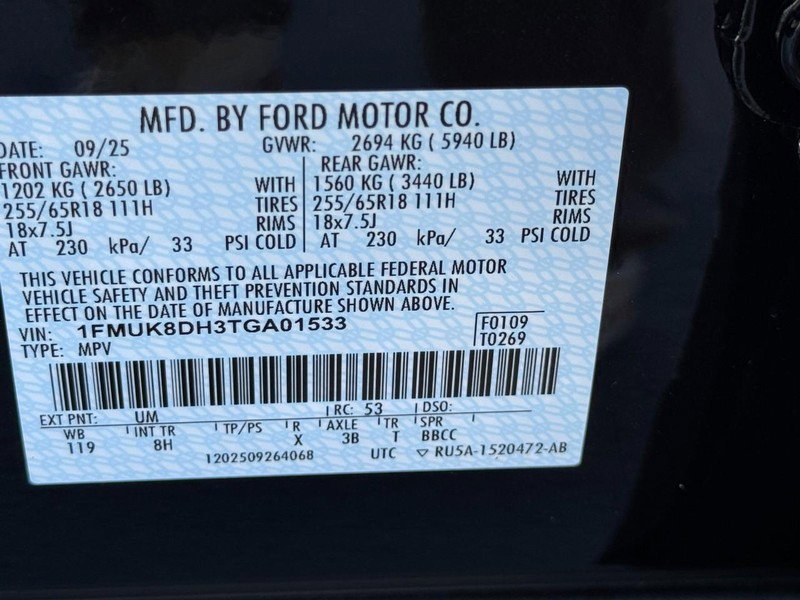 MFD. BY FORD MOTOR CO.
DATE: 09/25 GVWR: 2694 KG ( 5940 LB)
FRONT GAWR: REAR GAWR:
1202 KG ( 2650 LB) WITH 1560 KG ( 3440 LB) WITH
255/65R18 111H TIRES 255/65R18 111H TIRES
18x7.5J RIMS 18x7.5J RIMS
AT 230 kPa/ 33 PSI COLD AT 230 kPa/ 33 PSI COLD
THIS VEHICLE CONFORMS TO ALL APPLICABLE FEDERAL MOTOR
VEHICLE SAFETY AND THEFT PREVENTION STANDARDS IN
EFFECT ON THE DATE OF MANUFACTURE SHOWN ABOVE.
VIN: 1FMUK8DH3TGA01533 F0109
TYPE: MPV T0269
EXT PNT: UM RC: 53 DSO:
WB INT TR TP/PS R AXLE TR SPR
119 8H X 3B T BBCC
1202509264068 UTC ▽ RU5A-1520472-AB